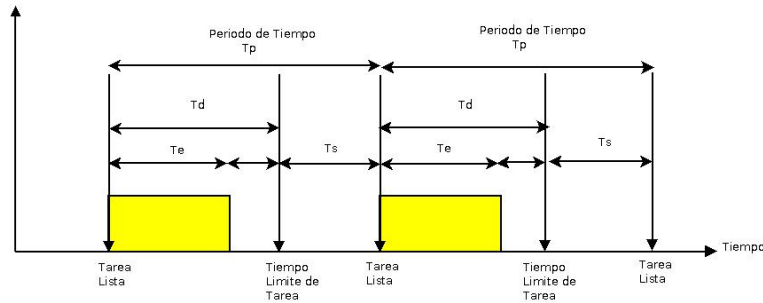 Periodo de Tiempo
Tp
Periodo de Tiempo
Tp
Td
Td
Te
Ts
Te
Ts
Tiempo
Tarea
Lista
Tiempo
Limite de
Tarea
Tarea
Lista
Tiempo
Limite de
Tarea
Tarea
Lista